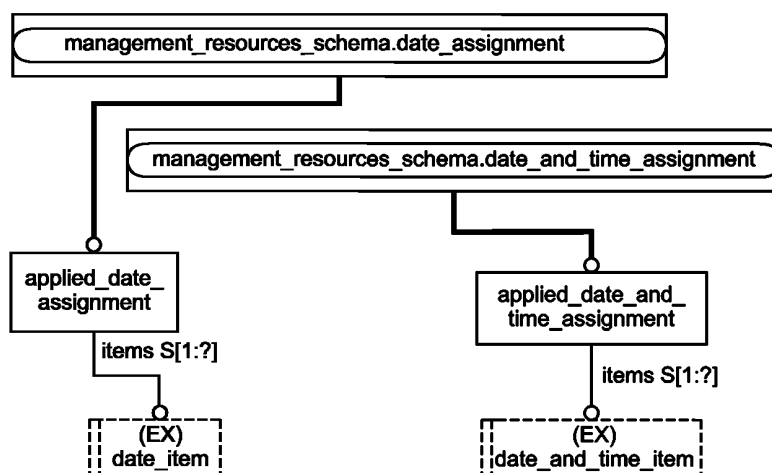 management_resources_schema.date_assignment
management_resources_schema.date_and_time_assignment
applied_date_
assignment
applied_date_and_
time_assignment
items S[1:?]
items S[1:?]
(EX)
date_item
(EX)
date_and_time_item